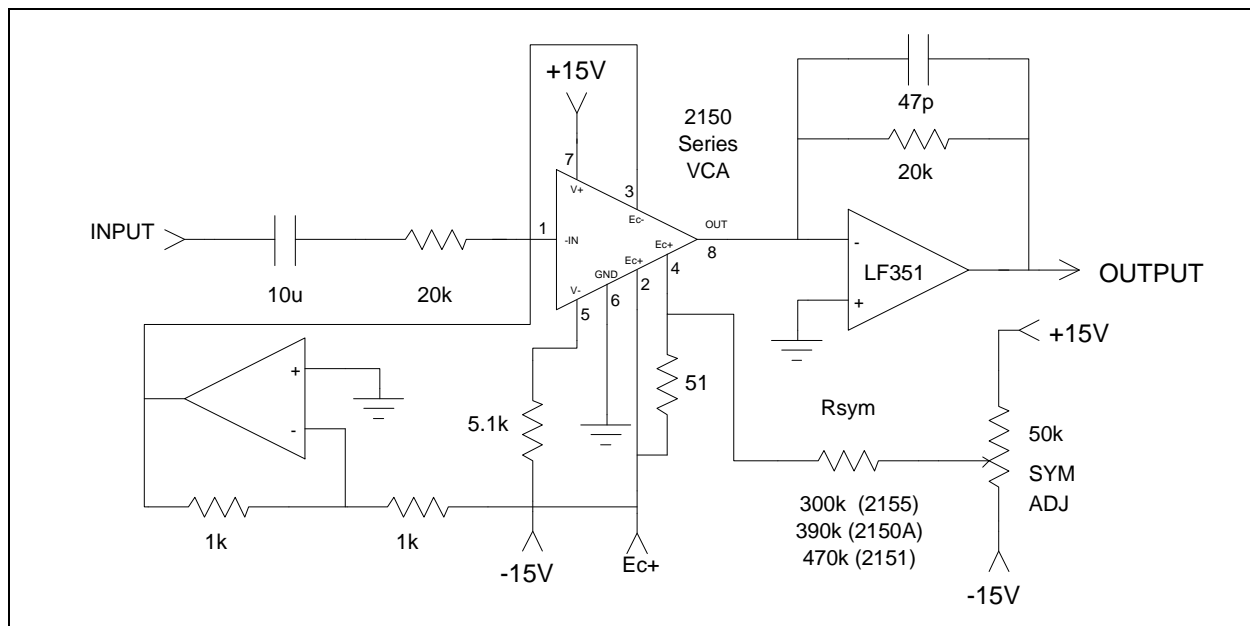 +15V
2150
Series
VCA
47p
20k
7
V+
3
Ec-
INPUT
10u
20k
1
-IN
OUT
8
Ec+
4
Ec+
2
GND
6
V-
5
-
+
LF351
OUTPUT
+15V
+
-
5.1k
51
Rsym
50k
SYM
ADJ
300k (2155)
390k (2150A)
470k (2151)
1k
1k
-15V
Ec+
-15V